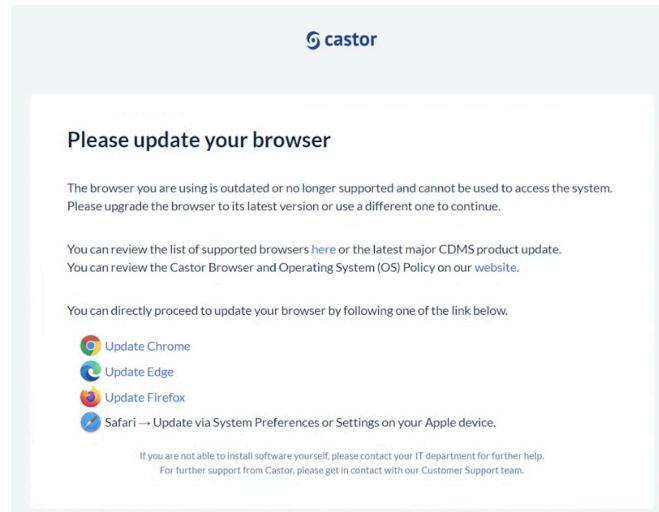 castor
Please update your browser
The browser you are using is outdated or no longer supported and cannot be used to access the system.
Please upgrade the browser to its latest version or use a different one to continue.
You can review the list of supported browsers here or the latest major CDMS product update.
You can review the Castor Browser and Operating System (OS) Policy on our website.
You can directly proceed to update your browser by following one of the link below.
Update Chrome
Update Edge
Update Firefox
Safari → Update via System Preferences or Settings on your Apple device.
If you are not able to install software yourself, please contact your IT department for further help.
For further support from Castor, please get in contact with our Customer Support team.